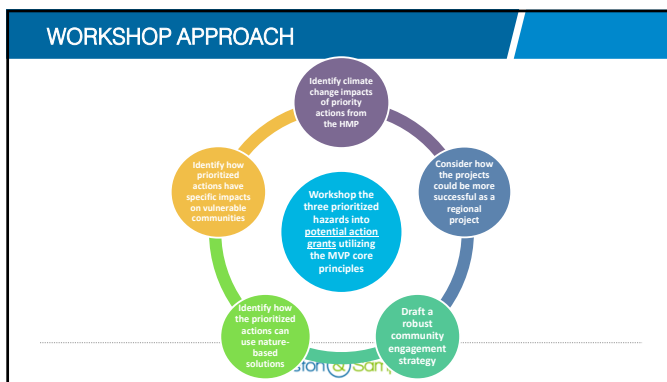 WORKSHOP APPROACH
Identify climate
change impacts
of priority
actions from
the HMP
Consider how
the projects
could be more
successful as a
regional
project
Draft a
robust
community
engagement
strategy
Identify how
the prioritized
actions can
use nature-
based
solutions
Identify how
prioritized
actions have
specific impacts
on vulnerable
communities
Workshop the
three prioritized
hazards into
potential action
grants utilizing
the MVP core
principles
&